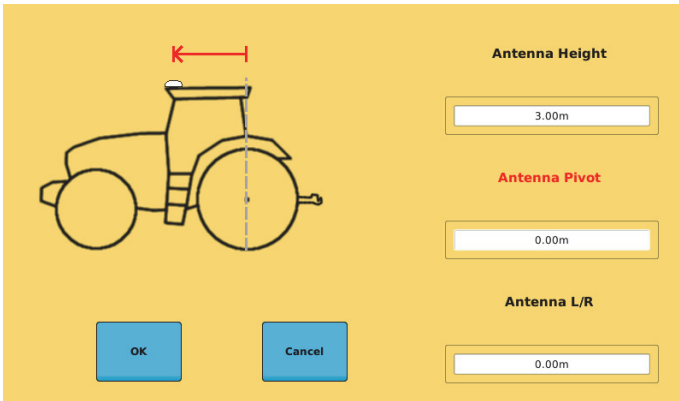 Antenna Height
3.00m
Antenna Pivot
0.00m
Antenna L/R
0.00m
OK
Cancel